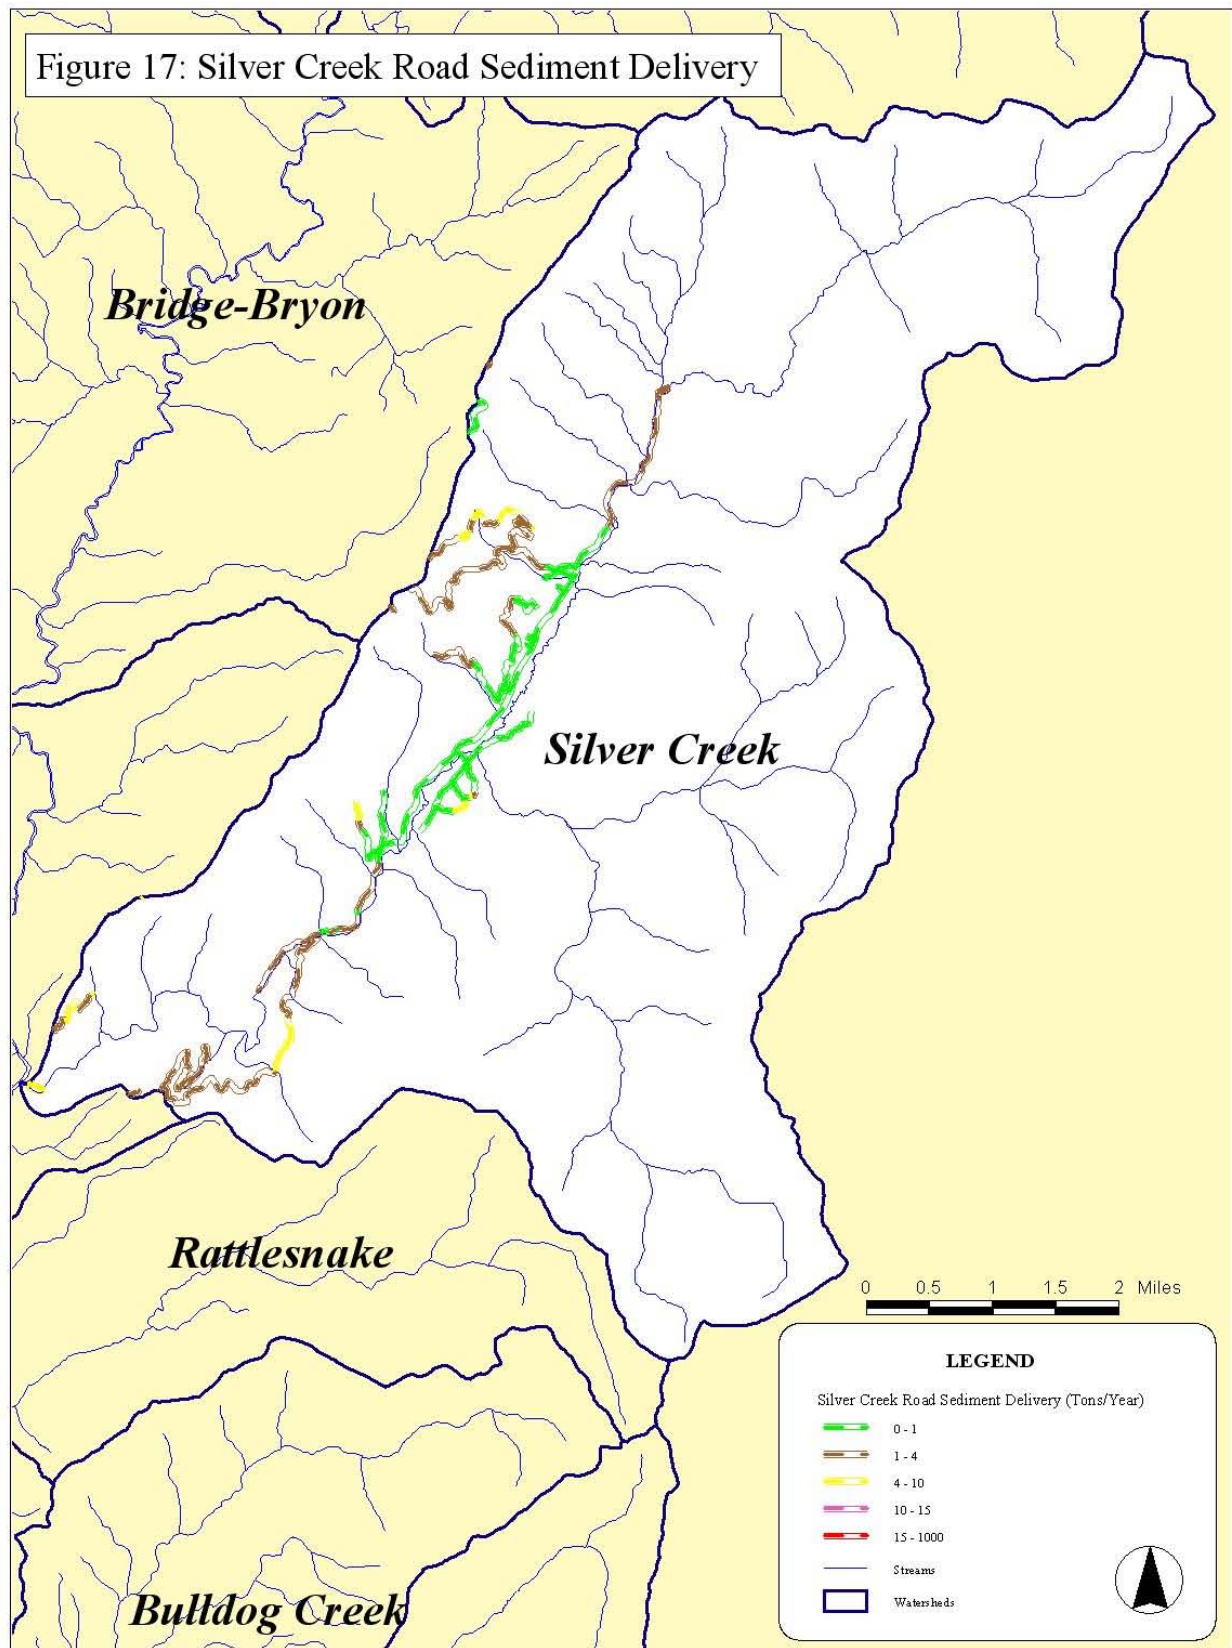 Figure 17: Silver Creek Road Sediment Delivery
Bridge-Bryon
Silver Creek
Rattlesnake
0 0.5 1 1.5 2 Miles
LEGEND
Silver Creek Road Sediment Delivery (Tons/Year)
0 - 1
1 - 4
4 - 10
10 - 15
15 - 1000
Streams
Watersheds
Bulldog Creek